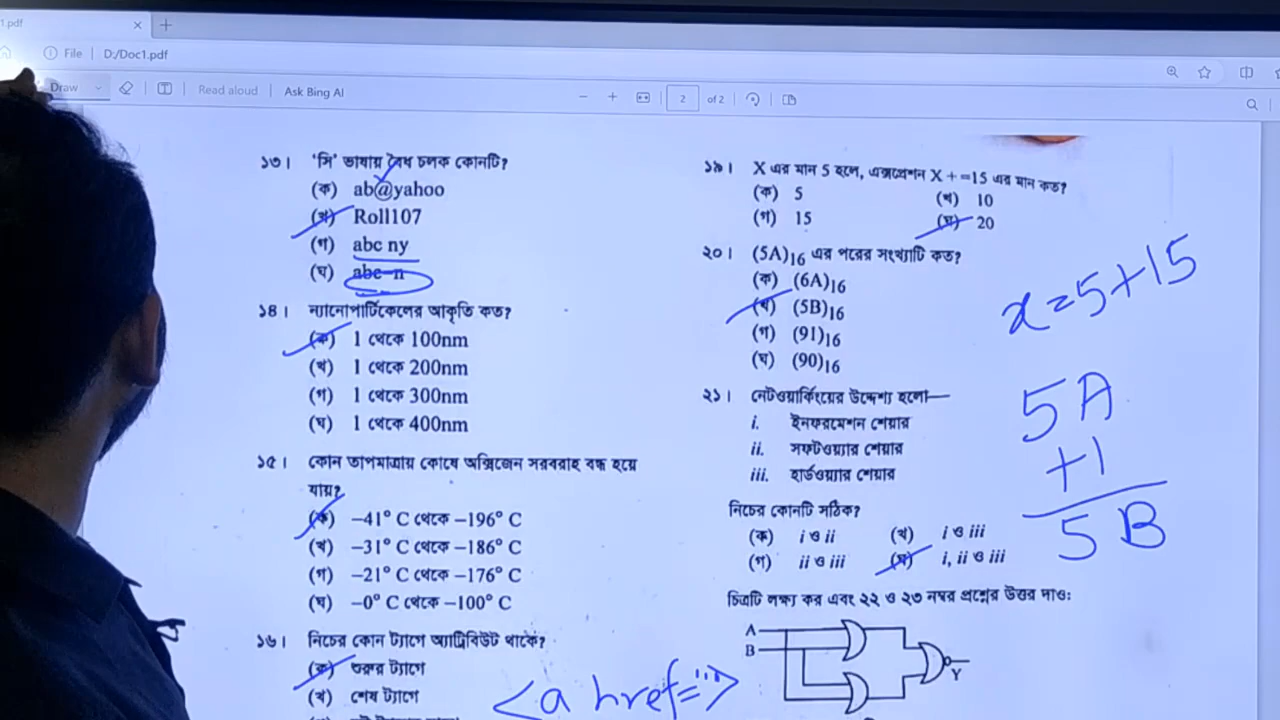 1.pdf
File D:/Doc1.pdf
Draw Read aloud Ask Bing AI 2 of 2
১৩। ‘সি’ ভাষায় বৈধ চলক কোনটি?
(ক) ab@yahoo
(খ) Roll107
(গ) abc ny
(ঘ) abc-n
১৪। ন্যানোপার্টিকেলের আকৃতি কত?
(ক) 1 থেকে 100nm
(খ) 1 থেকে 200nm
(গ) 1 থেকে 300nm
(ঘ) 1 থেকে 400nm
১৫। কোন তাপমাত্রায় কোষে অক্সিজেন সরবরাহ বন্ধ হয়ে
যায়?
(ক) −41° C থেকে −196° C
(খ) −31° C থেকে −186° C
(গ) −21° C থেকে −176° C
(ঘ) −0° C থেকে −100° C
১৬। নিচের কোন ট্যাগে অ্যাট্রিবিউট থাকে?
(ক) শুরুর ট্যাগে
(খ) শেষ ট্যাগে
<a href="">
১৯। X এর মান 5 হলে, এক্সপ্রেশন X + =15 এর মান কত?
(ক) 5 (খ) 10
(গ) 15 (ঘ) 20
২০। (5A)16 এর পরের সংখ্যাটি কত?
(ক) (6A)16
(খ) (5B)16
(গ) (91)16
(ঘ) (90)16
২১। নেটওয়ার্কিংয়ের উদ্দেশ্য হলো—
i. ইনফরমেশন শেয়ার
ii. সফটওয়্যার শেয়ার
iii. হার্ডওয়্যার শেয়ার
নিচের কোনটি সঠিক?
(ক) i ও ii (খ) i ও iii
(গ) ii ও iii (ঘ) i, ii ও iii
চিত্রটি লক্ষ্য কর এবং ২২ ও ২৩ নম্বর প্রশ্নের উত্তর দাও:
A
B
Y
x=5+15
5A
+1
5B